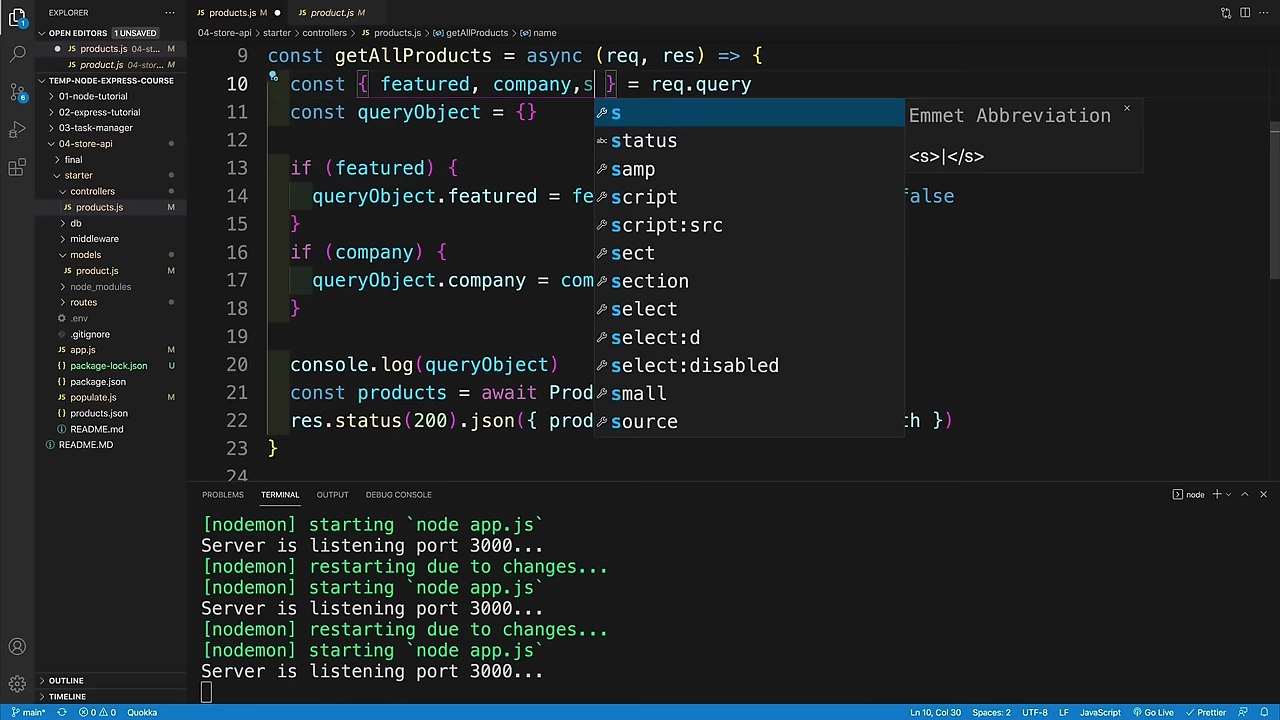 EXPLORER
OPEN EDITORS 1 UNSAVED
products.js 04-st... M
product.js 04-stor... M
TEMP-NODE-EXPRESS-COURSE
01-node-tutorial
02-express-tutorial
03-task-manager
04-store-api
final
starter
controllers
JS products.js M
db
middleware
models
JS product.js M
node_modules
routes
.env
.gitignore
JS app.js M
{ } package-lock.json U
{ } package.json
JS populate.js M
{ } products.json
README.md
README.MD
OUTLINE
TIMELINE
JS products.js M
JS product.js M
04-store-api > starter > controllers > JS products.js > getAllProducts > name
9 const getAllProducts = async (req, res) => {
10 const { featured, company,s } = req.query
11 const queryObject = {}
12
13 if (featured) {
14 queryObject.featured = fe
false
15 }
16 if (company) {
17 queryObject.company = com
18 }
19
20 console.log(queryObject)
21 const products = await Prod
22 res.status(200).json({ prod
th })
23 }
24
s
status
samp
script
script:src
sect
section
select
select:d
select:disabled
small
source
Emmet Abbreviation
<s>|</s>
PROBLEMS TERMINAL OUTPUT DEBUG CONSOLE
node
[nodemon] starting `node app.js`
Server is listening port 3000...
[nodemon] restarting due to changes...
[nodemon] starting `node app.js`
Server is listening port 3000...
[nodemon] restarting due to changes...
[nodemon] starting `node app.js`
Server is listening port 3000...
main* 0 0 Quokka
Ln 10, Col 30 Spaces: 2 UTF-8 LF JavaScript Go Live Prettier